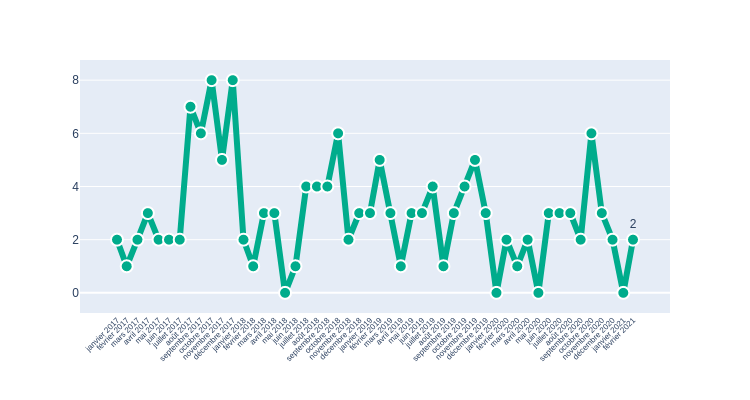 8
6
4
2
0
2
janvier 2017
février 2017
mars 2017
avril 2017
mai 2017
juin 2017
juillet 2017
août 2017
septembre 2017
octobre 2017
novembre 2017
décembre 2017
janvier 2018
février 2018
mars 2018
avril 2018
mai 2018
juin 2018
juillet 2018
août 2018
septembre 2018
octobre 2018
novembre 2018
décembre 2018
janvier 2019
février 2019
mars 2019
avril 2019
mai 2019
juin 2019
juillet 2019
août 2019
septembre 2019
octobre 2019
novembre 2019
décembre 2019
janvier 2020
février 2020
mars 2020
avril 2020
mai 2020
juin 2020
juillet 2020
août 2020
septembre 2020
octobre 2020
novembre 2020
décembre 2020
janvier 2021
février 2021